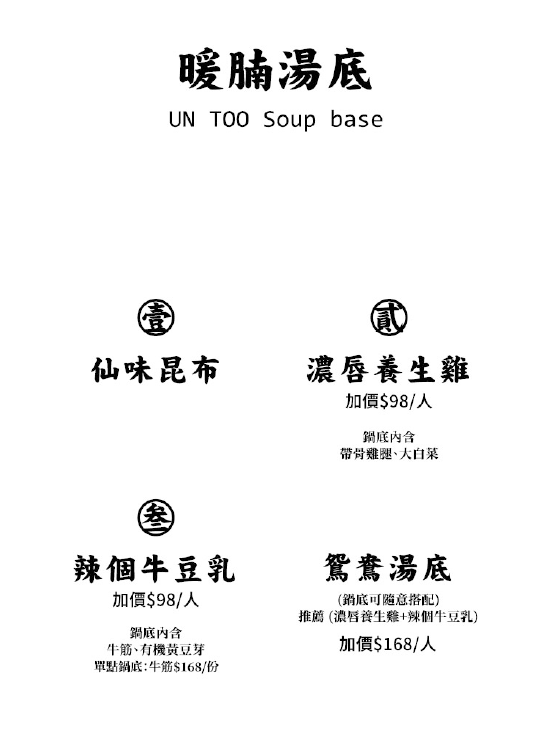 暖腩湯底
UN TOO Soup base
壹
仙味昆布
貳
濃唇養生雞
加價$98/人
鍋底內含
帶骨雞腿、大白菜
叁
辣個牛豆乳
加價$98/人
鍋底內含
牛筋、有機黃豆芽
單點鍋底:牛筋$168/份
鴛鴦湯底
(鍋底可隨意搭配)
推薦 (濃唇養生雞+辣個牛豆乳)
加價$168/人